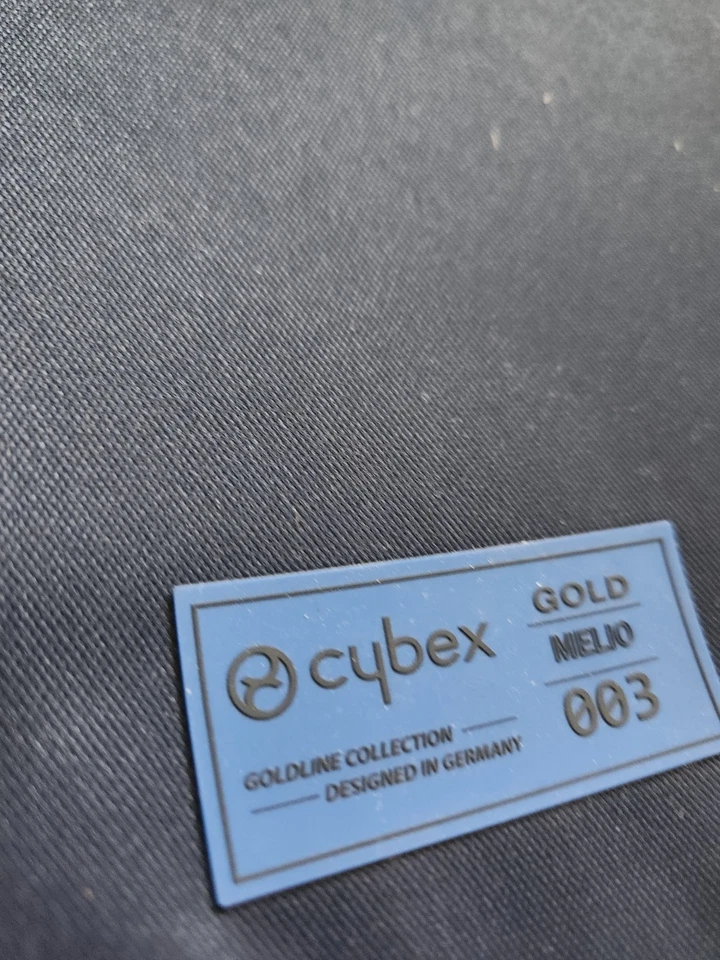 cybex
GOLDLINE COLLECTION
DESIGNED IN GERMANY
GOLD
MELIO
003